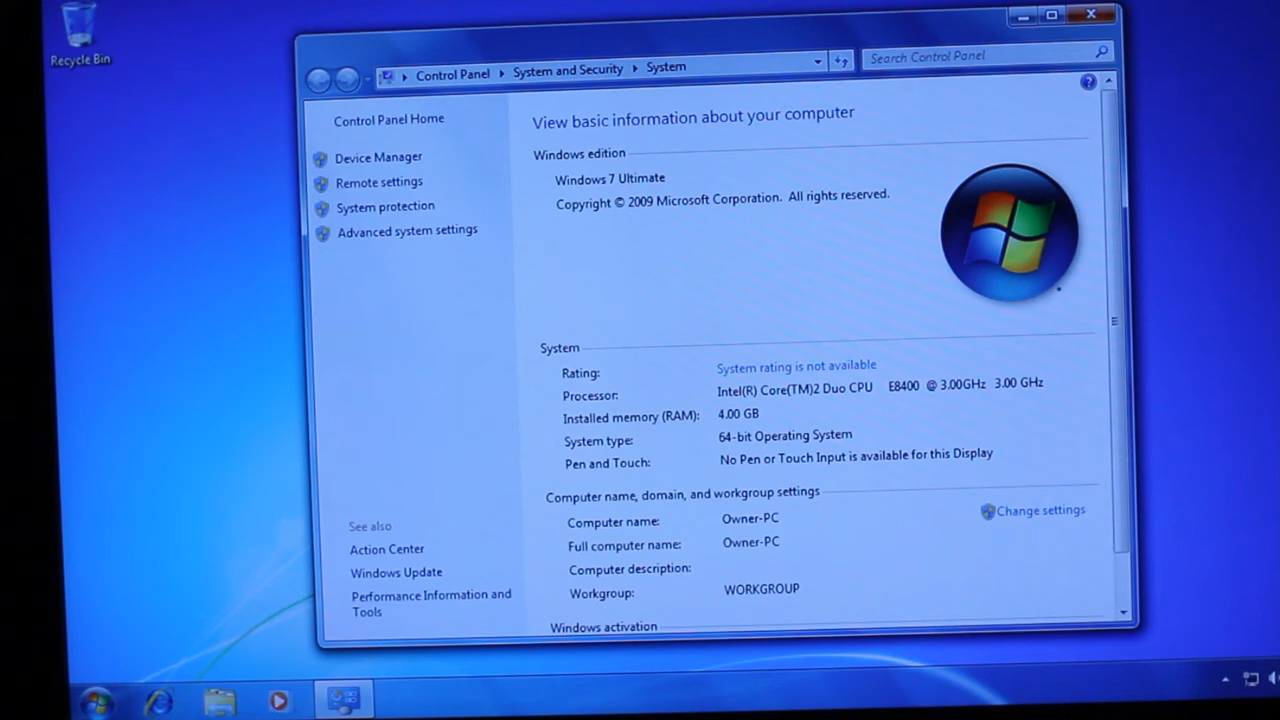 Recycle Bin
Control Panel System and Security System
Search Control Panel
Control Panel Home
Device Manager
Remote settings
System protection
Advanced system settings
See also
Action Center
Windows Update
Performance Information and
Tools
View basic information about your computer
Windows edition
Windows 7 Ultimate
Copyright © 2009 Microsoft Corporation. All rights reserved.
System
Rating: System rating is not available
Processor: Intel(R) Core(TM)2 Duo CPU E8400 @ 3.00GHz 3.00 GHz
Installed memory (RAM): 4.00 GB
System type: 64-bit Operating System
Pen and Touch: No Pen or Touch Input is available for this Display
Computer name, domain, and workgroup settings
Computer name: Owner-PC
Change settings
Full computer name: Owner-PC
Computer description:
Workgroup: WORKGROUP
Windows activation